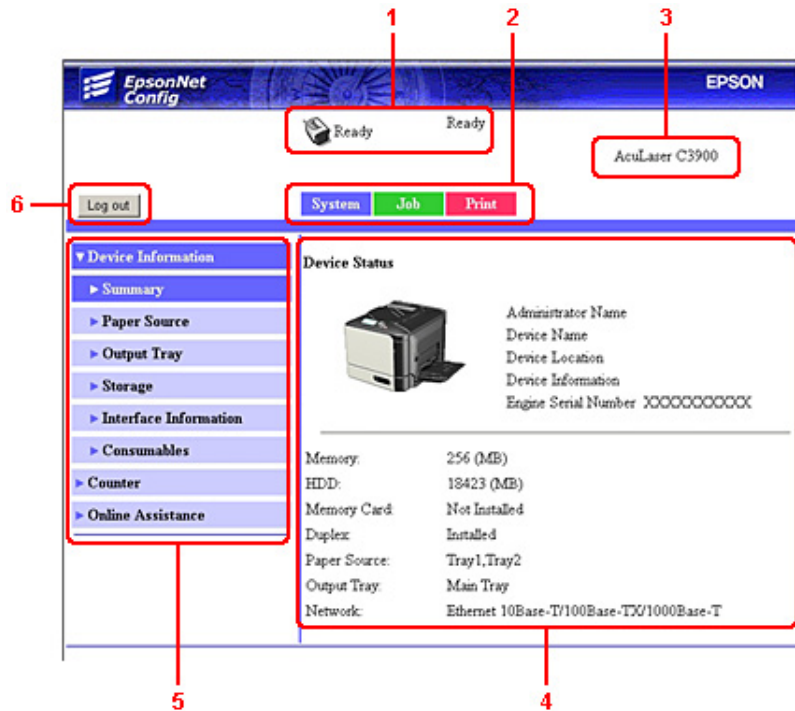 1 2 3
EpsonNet
Config
EPSON
Ready
Ready
AcuLaser C3900
6
Log out
System Job Print
▼Device Information
►Summary
►Paper Source
►Output Tray
►Storage
►Interface Information
►Consumables
►Counter
►Online Assistance
Device Status
Administrator Name
Device Name
Device Location
Device Information
Engine Serial Number XXXXXXXXXXX
Memory: 256 (MB)
HDD: 18423 (MB)
Memory Card: Not Installed
Duplex: Installed
Paper Source: Tray1,Tray2
Output Tray: Main Tray
Network: Ethernet 10Base-T/100Base-TX/1000Base-T
5 4